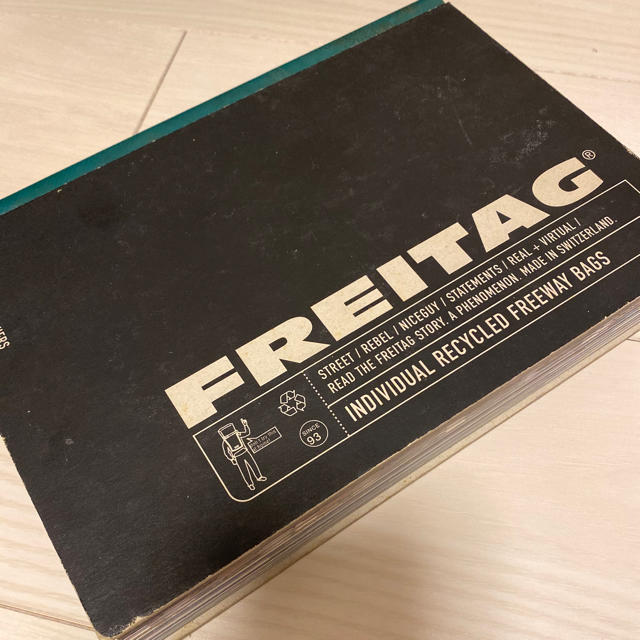 FREITAG®
STREET / REBEL / NICEGUY / STATEMENTS / REAL + VIRTUAL /
READ THE FREITAG STORY. A PHENOMENON. MADE IN SWITZERLAND.
INDIVIDUAL RECYCLED FREEWAY BAGS
SINCE
93